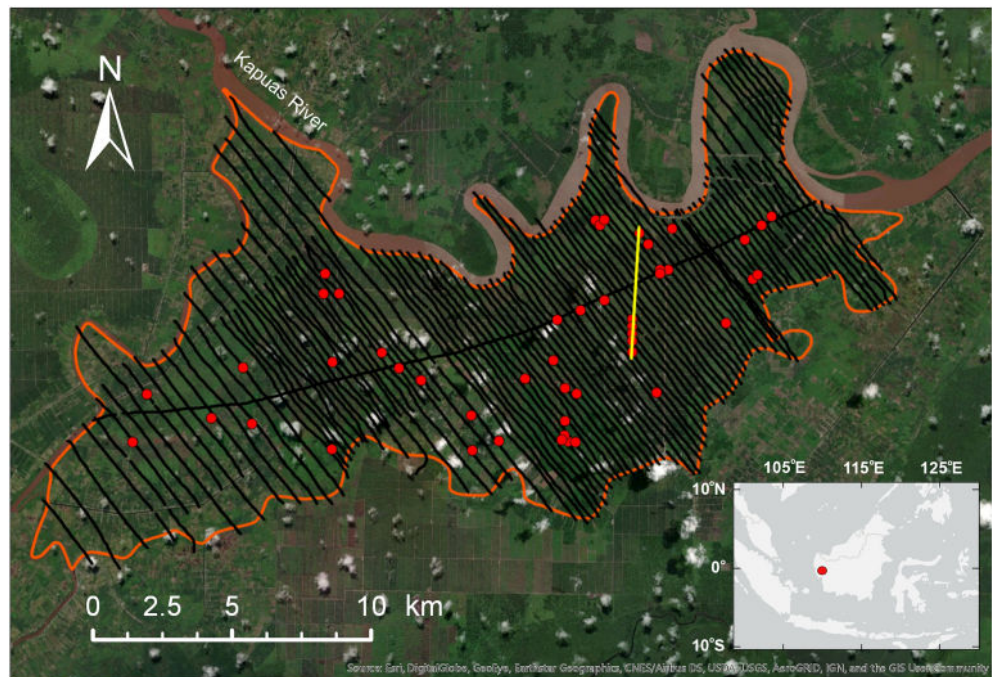 N
Kapuas River
105°E 115°E 125°E
10°N
0°
10°S
0 2.5 5 10 km
Source: Esri, DigitalGlobe, GeoEye, Earthstar Geographics, CNES/Airbus DS, USDA, USGS, AeroGRID, IGN, and the GIS User Community